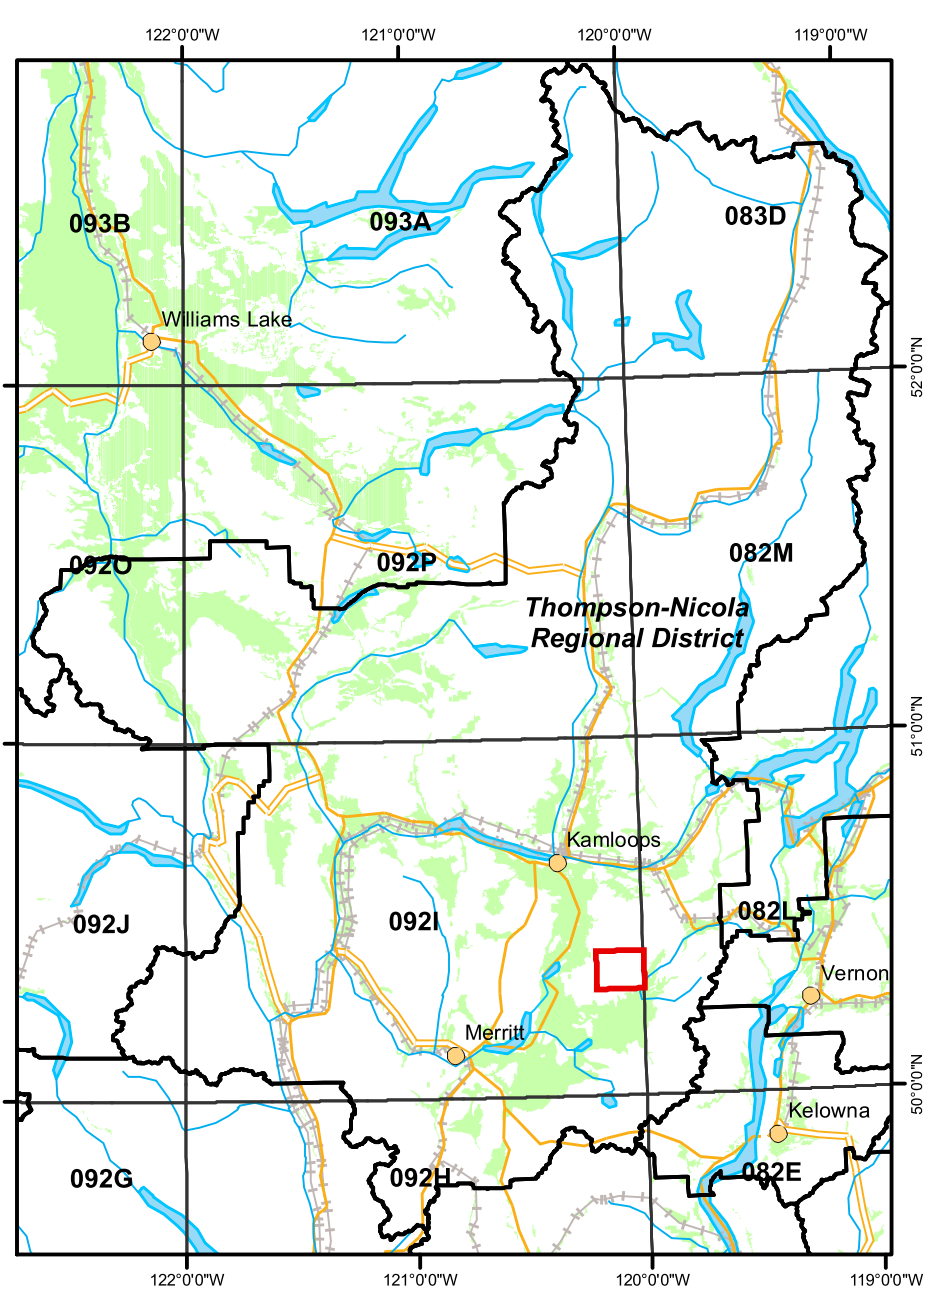 122°0'0"W
121°0'0"W
120°0'0"W
119°0'0"W
093B
093A
083D
Williams Lake
52°0'0"N
092O
092P
082M
Thompson-Nicola
Regional District
51°0'0"N
Kamloops
092J
092I
082L
Vernon
Merritt
50°0'0"N
Kelowna
092G
092H
082E
122°0'0"W
121°0'0"W
120°0'0"W
119°0'0"W